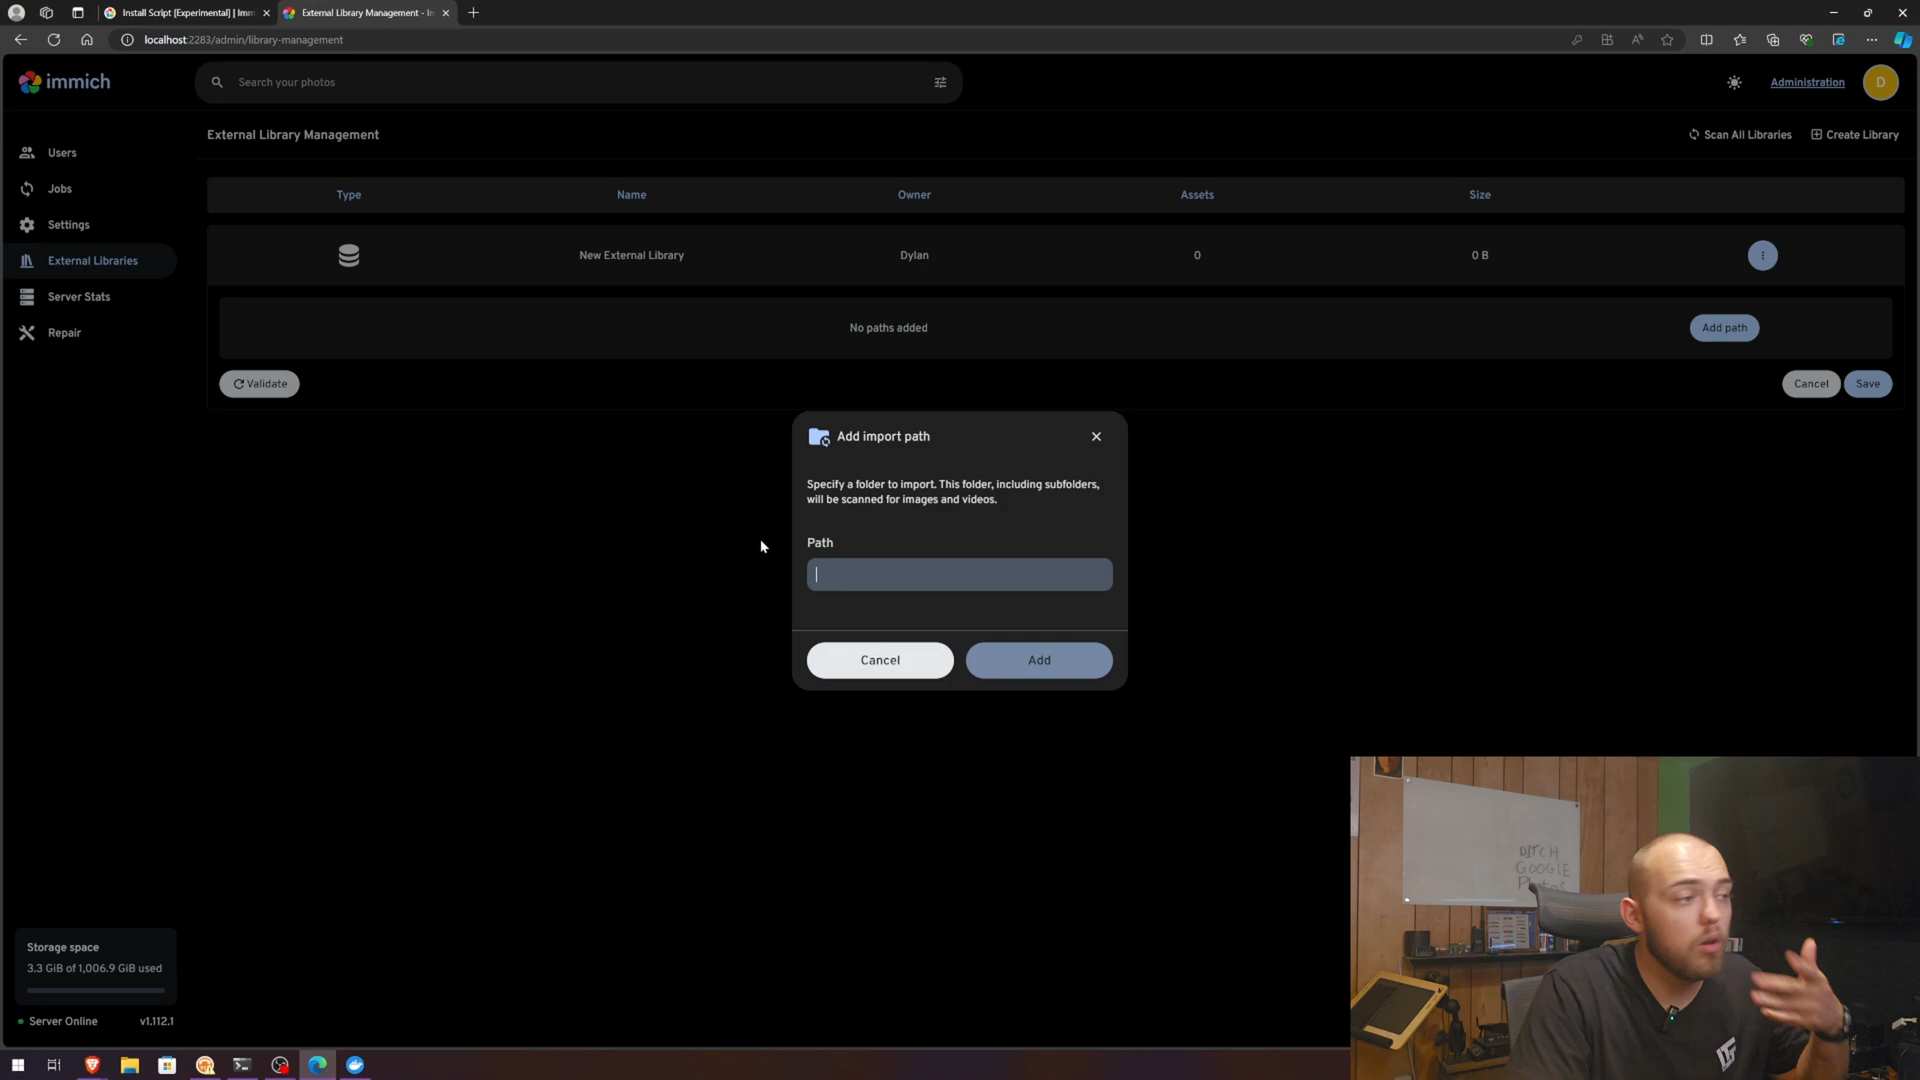 Install Script [Experimental] | Imm
External Library Management - In
localhost:2283/admin/library-management
immich
Search your photos
Administration
D
External Library Management
Scan All Libraries
Create Library
Users
Jobs
Settings
External Libraries
Server Stats
Repair
Type
Name
Owner
Assets
Size
New External Library
Dylan
0
0 B
No paths added
Add path
Validate
Cancel
Save
Add import path
Specify a folder to import. This folder, including subfolders,
will be scanned for images and videos.
Path
Cancel
Add
DITCH
GOOGLE
Photos
Storage space
3.3 GiB of 1,006.9 GiB used
Server Online
v1.112.1